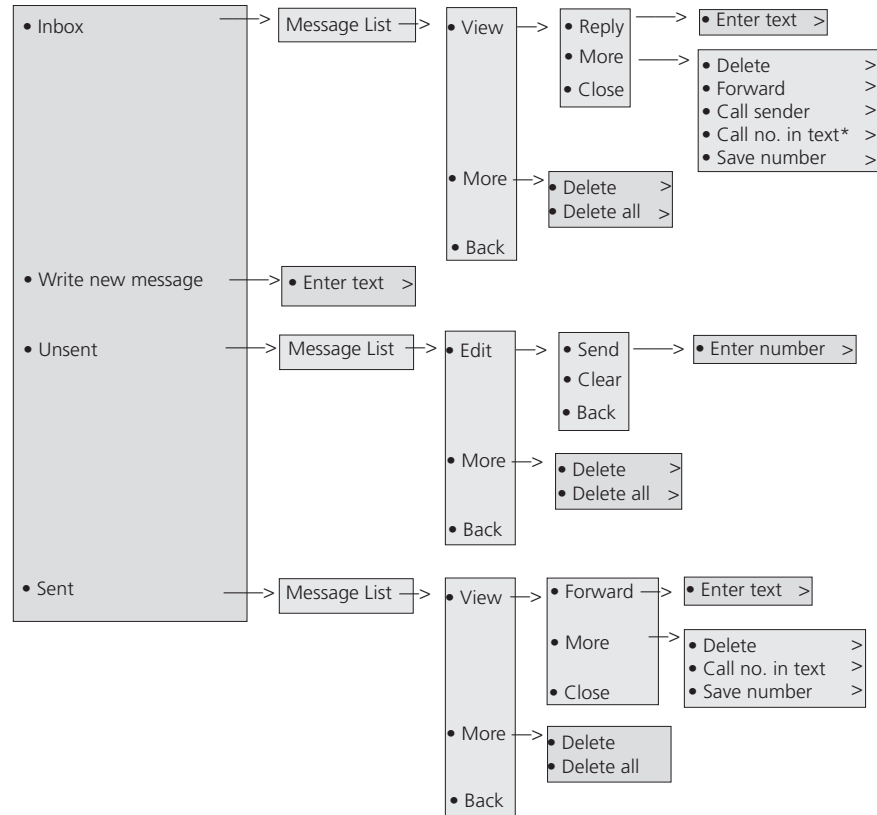 • Inbox —> Message List —> • View —> • Reply —> • Enter text >
• More —> • Delete >
• Close • Forward >
• Call sender >
• Call no. in text* >
• Save number >
• More —> • Delete >
• Delete all >
• Back
• Write new message —> • Enter text >
• Unsent —> Message List —> • Edit —> • Send —> • Enter number >
• Clear
• Back
• More —> • Delete >
• Delete all >
• Back
• Sent —> Message List —> • View —> • Forward —> • Enter text >
• More —> • Delete >
• Call no. in text >
• Close • Save number >
• More —> • Delete
• Delete all
• Back